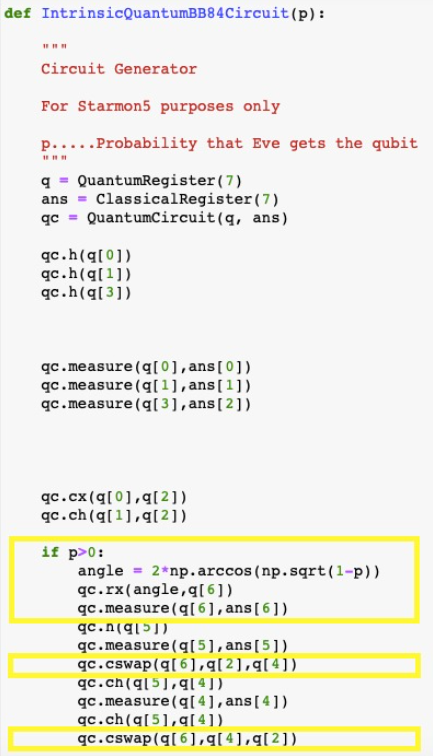 def IntrinsicQuantumBB84Circuit(p):
"""
Circuit Generator
For Starmon5 purposes only
p.....Probability that Eve gets the qubit
"""
q = QuantumRegister(7)
ans = ClassicalRegister(7)
qc = QuantumCircuit(q, ans)
qc.h(q[0])
qc.h(q[1])
qc.h(q[3])
qc.measure(q[0],ans[0])
qc.measure(q[1],ans[1])
qc.measure(q[3],ans[2])
qc.cx(q[0],q[2])
qc.ch(q[1],q[2])
if p>0:
angle = 2*np.arccos(np.sqrt(1-p))
qc.rx(angle,q[6])
qc.measure(q[6],ans[6])
qc.h(q[5])
qc.measure(q[5],ans[5])
qc.cswap(q[6],q[2],q[4])
qc.ch(q[5],q[4])
qc.measure(q[4],ans[4])
qc.ch(q[5],q[4])
qc.cswap(q[6],q[4],q[2])